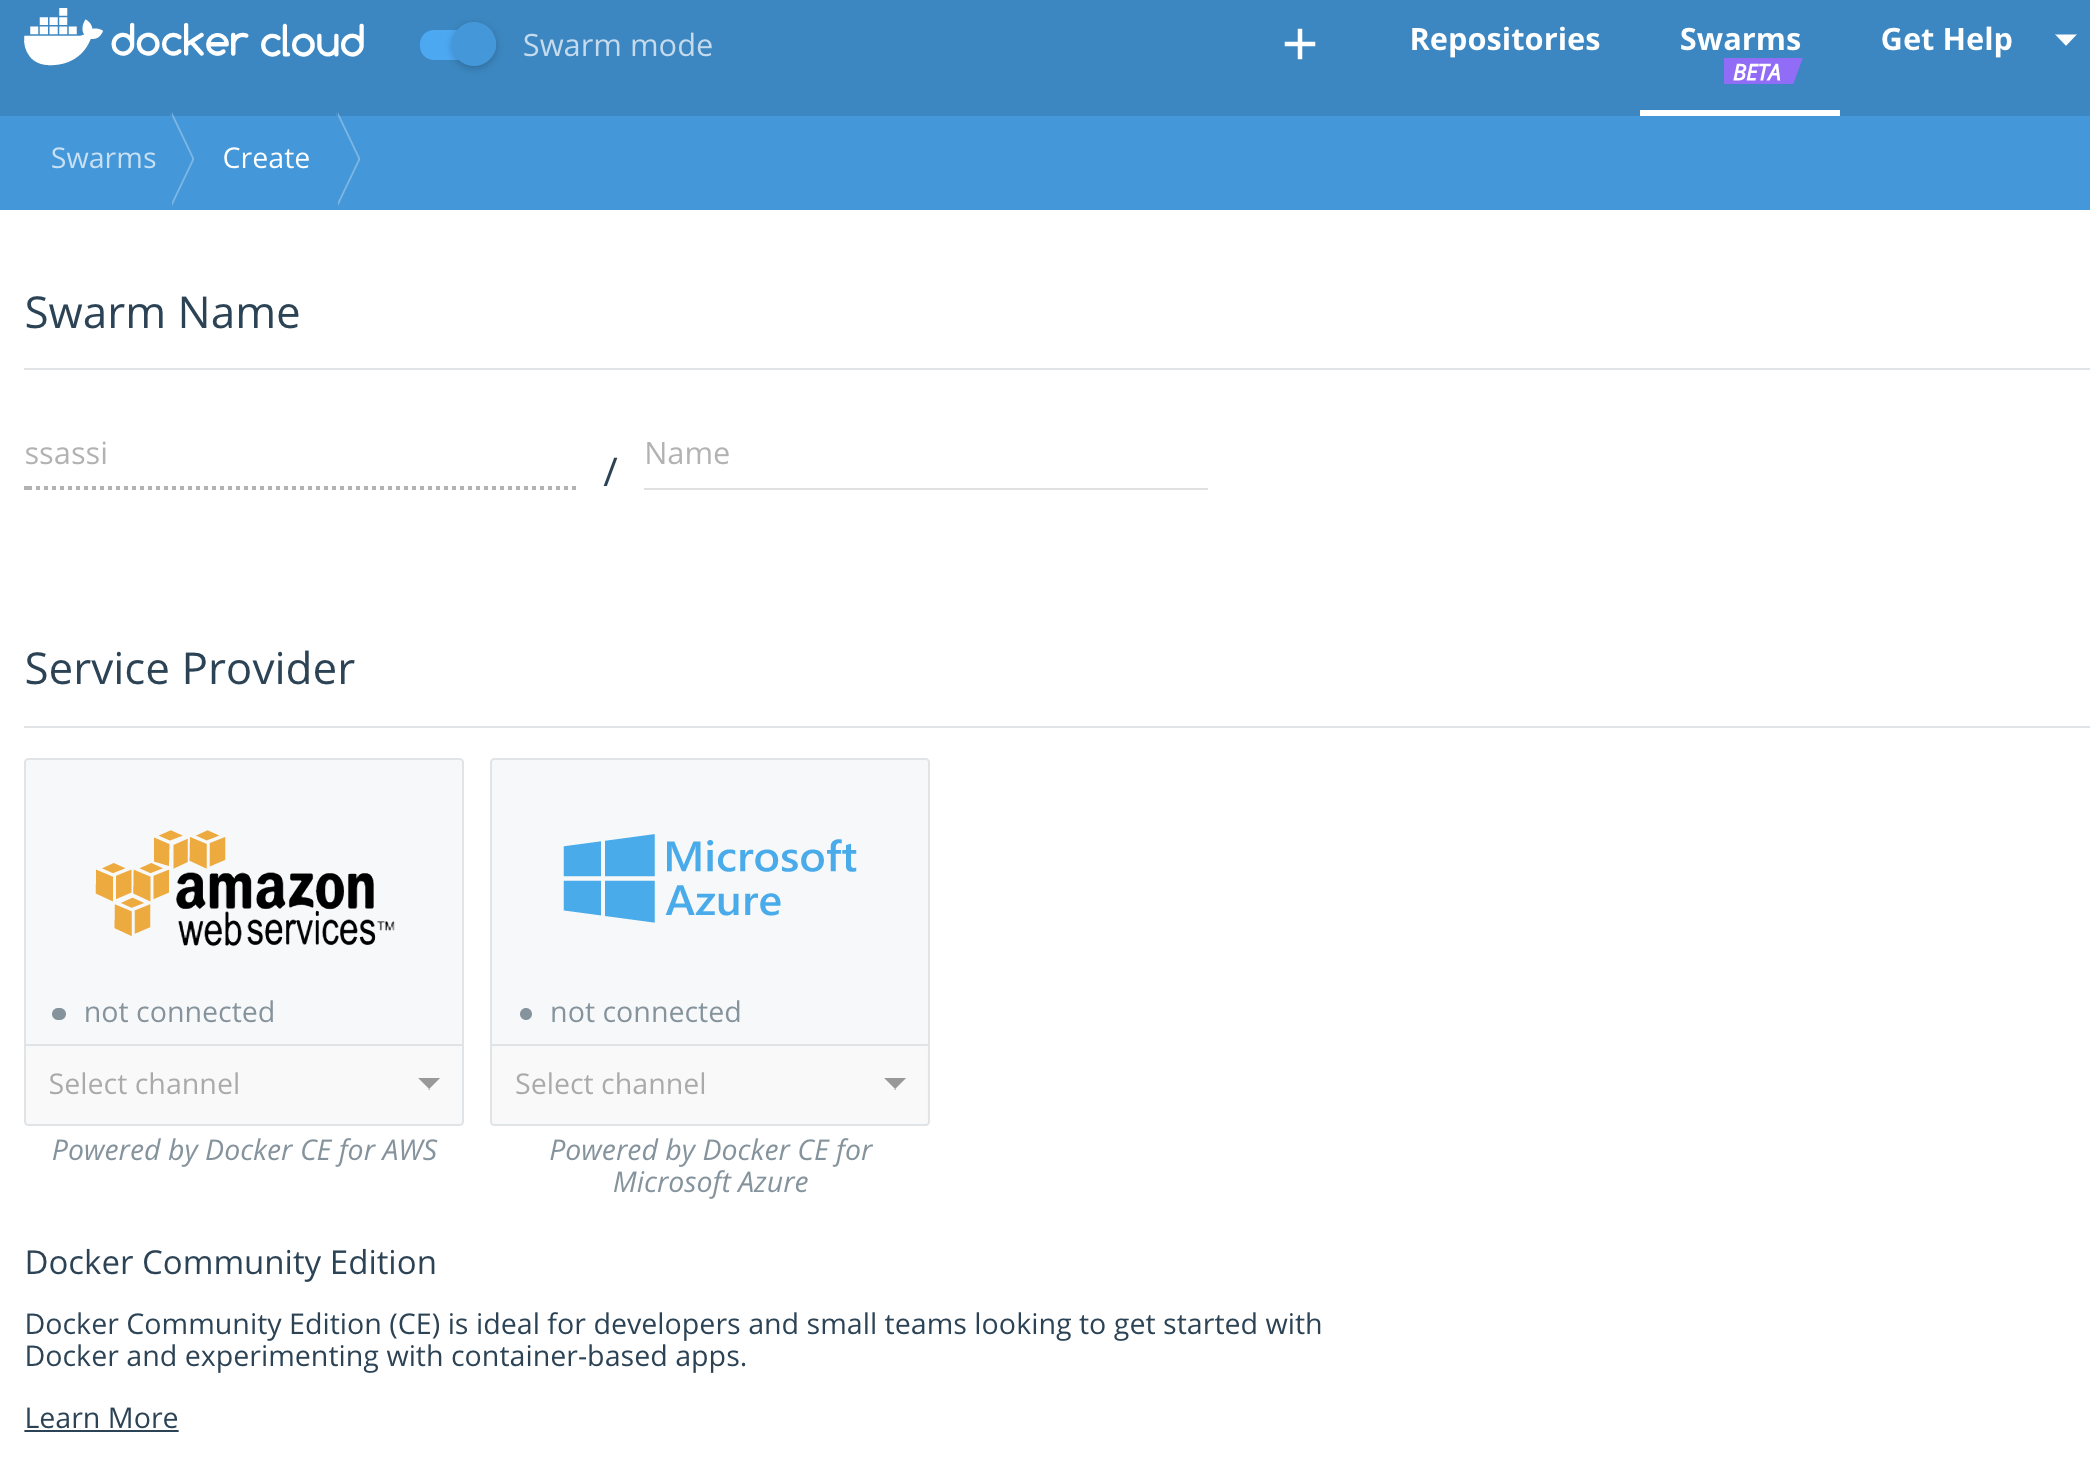 docker cloud Swarm mode + Repositories Swarms Get Help
BETA
Swarms Create
Swarm Name
ssassi / Name
Service Provider
amazon
web services™
Microsoft
Azure
• not connected
• not connected
Select channel
Select channel
Powered by Docker CE for AWS
Powered by Docker CE for
Microsoft Azure
Docker Community Edition
Docker Community Edition (CE) is ideal for developers and small teams looking to get started with
Docker and experimenting with container-based apps.
Learn More